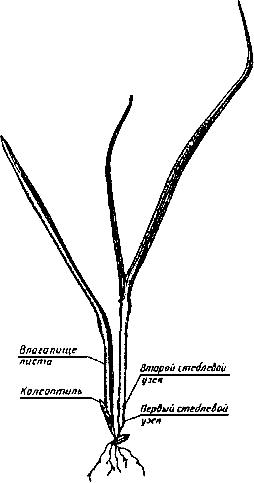 Влагалище
листа
Колеоптиль
Второй стеблевой
узел
Первый стеблевой
узел